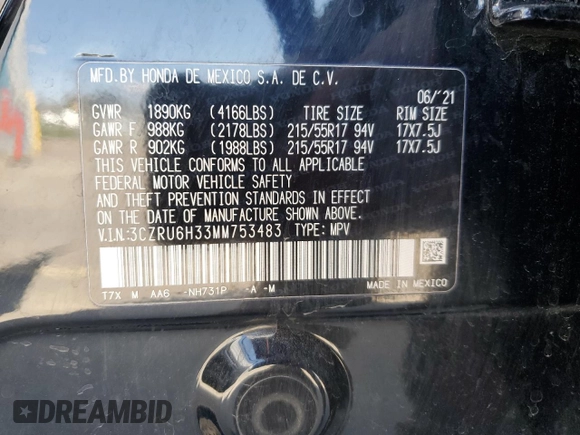 MFD. BY HONDA DE MEXICO S.A. DE C.V.
06/'21
GVWR 1890KG (4166LBS) TIRE SIZE RIM SIZE
GAWR F 988KG (2178LBS) 215/55R17 94V 17X7.5J
GAWR R 902KG (1988LBS) 215/55R17 94V 17X7.5J
THIS VEHICLE CONFORMS TO ALL APPLICABLE
FEDERAL MOTOR VEHICLE SAFETY
AND THEFT PREVENTION STANDARDS IN EFFECT
ON THE DATE OF MANUFACTURE SHOWN ABOVE.
V.I.N.:3CZRU6H33MM753483 TYPE: MPV
T7X M AA6 -NH731P -A -M MADE IN MEXICO
DREAMBID